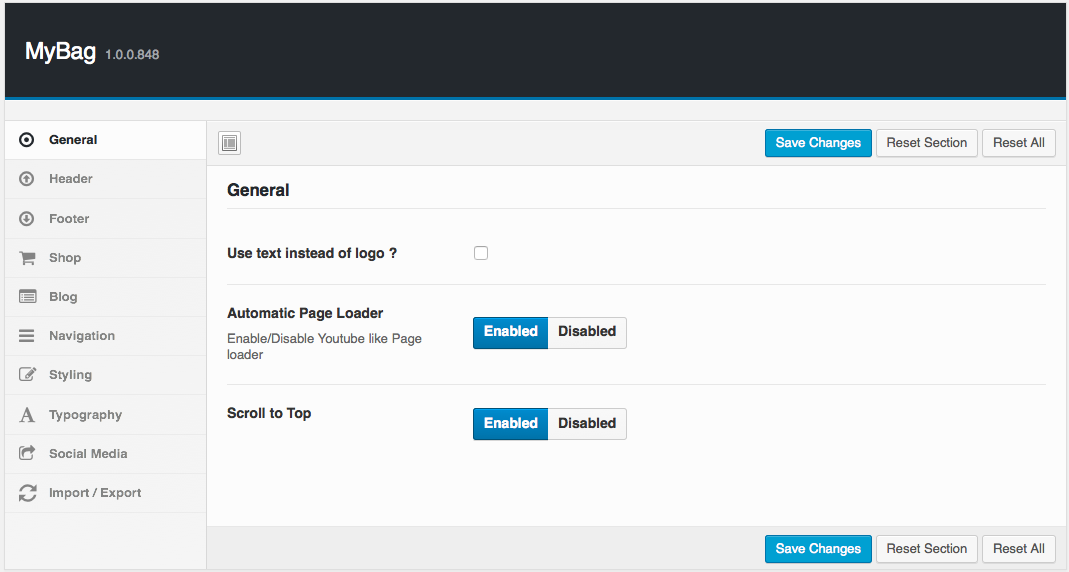 MyBag 1.0.0.848
General
Header
Footer
Shop
Blog
Navigation
Styling
Typography
Social Media
Import / Export
Save Changes Reset Section Reset All
General
Use text instead of logo ?
Automatic Page Loader
Enable/Disable Youtube like Page
loader
Enabled Disabled
Scroll to Top
Enabled Disabled
Save Changes Reset Section Reset All